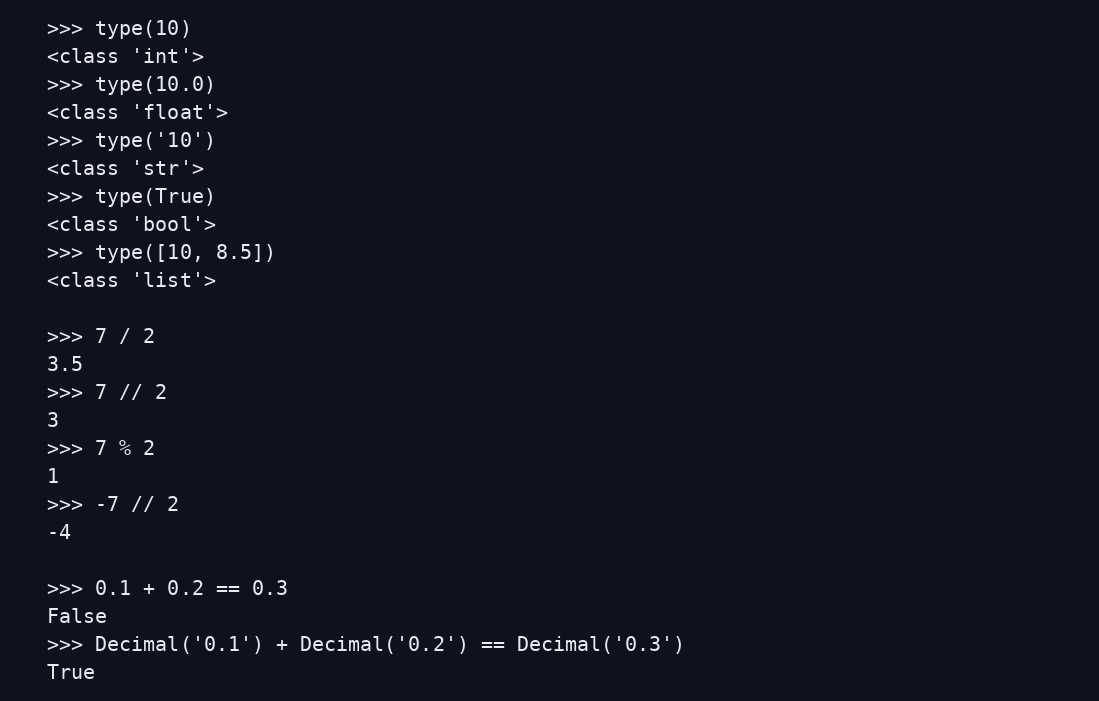 >>> type(10)
<class 'int'>
>>> type(10.0)
<class 'float'>
>>> type('10')
<class 'str'>
>>> type(True)
<class 'bool'>
>>> type([10, 8.5])
<class 'list'>

>>> 7 / 2
3.5
>>> 7 // 2
3
>>> 7 % 2
1
>>> -7 // 2
-4

>>> 0.1 + 0.2 == 0.3
False
>>> Decimal('0.1') + Decimal('0.2') == Decimal('0.3')
True